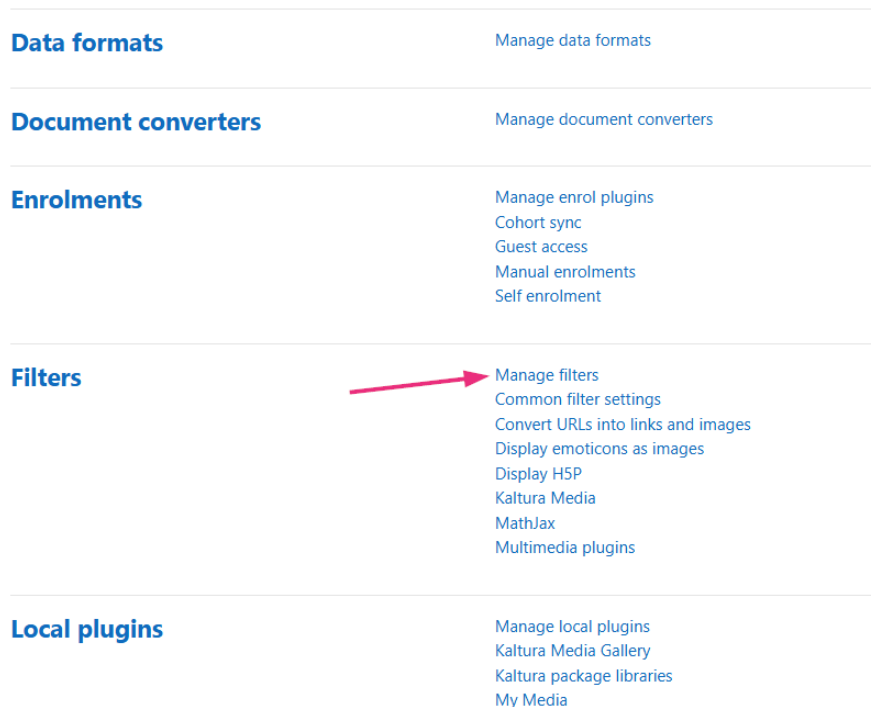 Data formats
Manage data formats
Document converters
Manage document converters
Enrolments
Manage enrol plugins
Cohort sync
Guest access
Manual enrolments
Self enrolment
Filters
Manage filters
Common filter settings
Convert URLs into links and images
Display emoticons as images
Display H5P
Kaltura Media
MathJax
Multimedia plugins
Local plugins
Manage local plugins
Kaltura Media Gallery
Kaltura package libraries
My Media